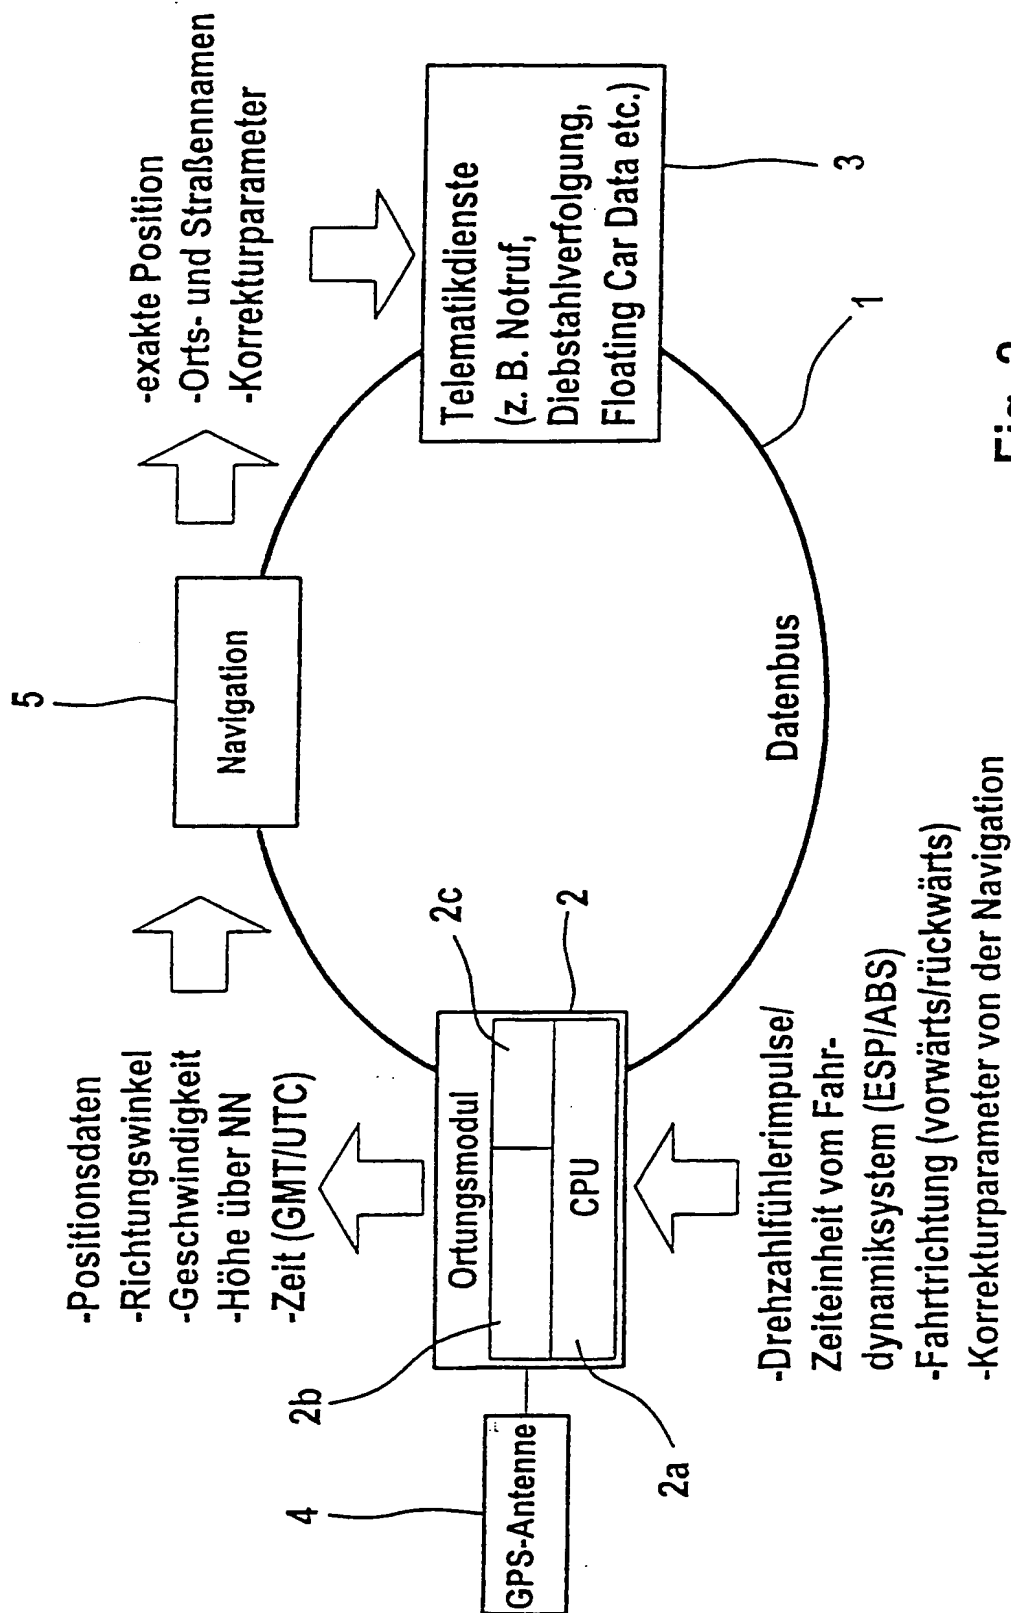 5
-Positionsdaten
-Richtungswinkel
-Geschwindigkeit
-Höhe über NN
-Zeit (GMT/UTC)
-exakte Position
-Orts- und Straßennamen
-Korrekturparameter
Navigation
4
2b
2c
2
GPS-Antenne
Ortungsmodul
CPU
2a
Telematikdienste
(z. B. Notruf,
Diebstahlverfolgung,
Floating Car Data etc.)
3
Datenbus
1
-Drehzahlführerimpulse/
Zeiteinheit vom Fahr-
dynamiksystem (ESP/ABS)
-Fahrtrichtung (vorwärts/rückwärts)
-Korrekturparameter von der Navigation